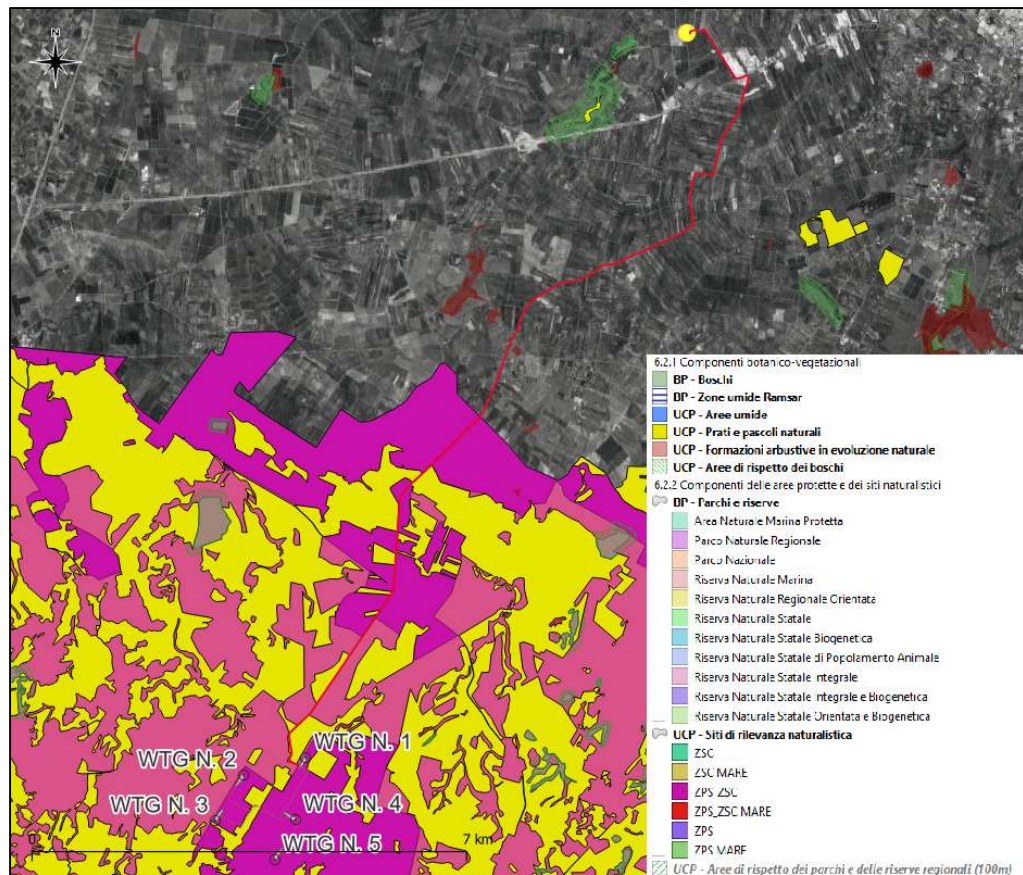 N
6.2.1 Componenti botanico-vegetazionali
BP - Boschi
BP - Zone umide Ramsar
UCP - Aree umide
UCP - Prati e pascoli naturali
UCP - Formazioni arbustive in evoluzione naturale
UCP - Aree di rispetto dei boschi
6.2.2 Componenti delle aree protette e dei siti naturalistici
BP - Parchi e riserve
Area Naturale Marina Protetta
Parco Naturale Regionale
Parco Nazionale
Riserva Naturale Marina
Riserva Naturale Regionale Orientata
Riserva Naturale Statale
Riserva Naturale Statale Biogenetica
Riserva Naturale Statale di Popolamento Animale
Riserva Naturale Statale Integrale
Riserva Naturale Statale Integrale e Biogenetica
Riserva Naturale Statale Orientata e Biogenetica
UCP - Siti di rilevanza naturalistica
ZSC
ZSC MARE
ZPS_ZSC
ZPS_ZSC MARE
ZPS
ZPS MARE
UCP - Aree di rispetto dei parchi e delle riserve regionali (100m)
WTG N. 1
WTG N. 2
WTG N. 3
WTG N. 4
WTG N. 5
0
7 km